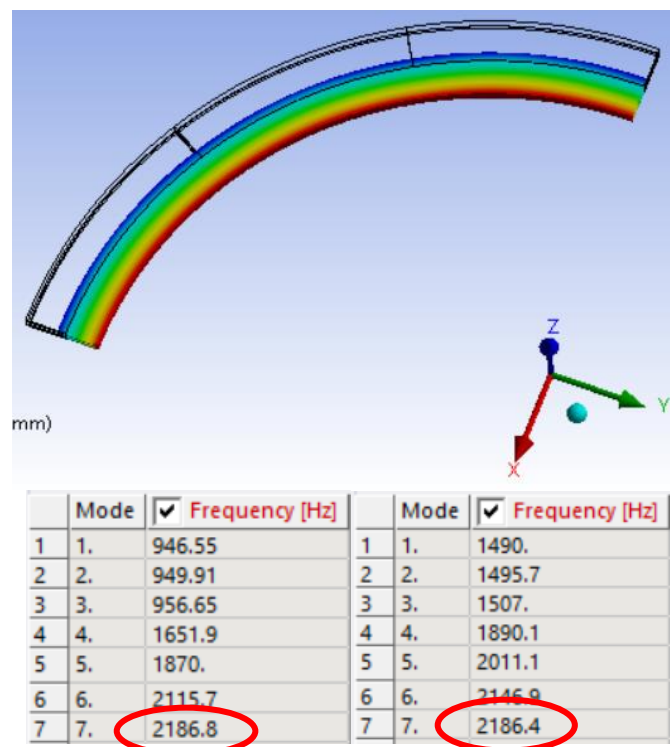 Z
Y
X
mm)
Mode Frequency [Hz] Mode Frequency [Hz]
1 1. 946.55 1 1. 1490.
2 2. 949.91 2 2. 1495.7
3 3. 956.65 3 3. 1507.
4 4. 1651.9 4 4. 1890.1
5 5. 1870. 5 5. 2011.1
6 6. 2115.7 6 6. 2146.9
7 7. 2186.8 7 7. 2186.4